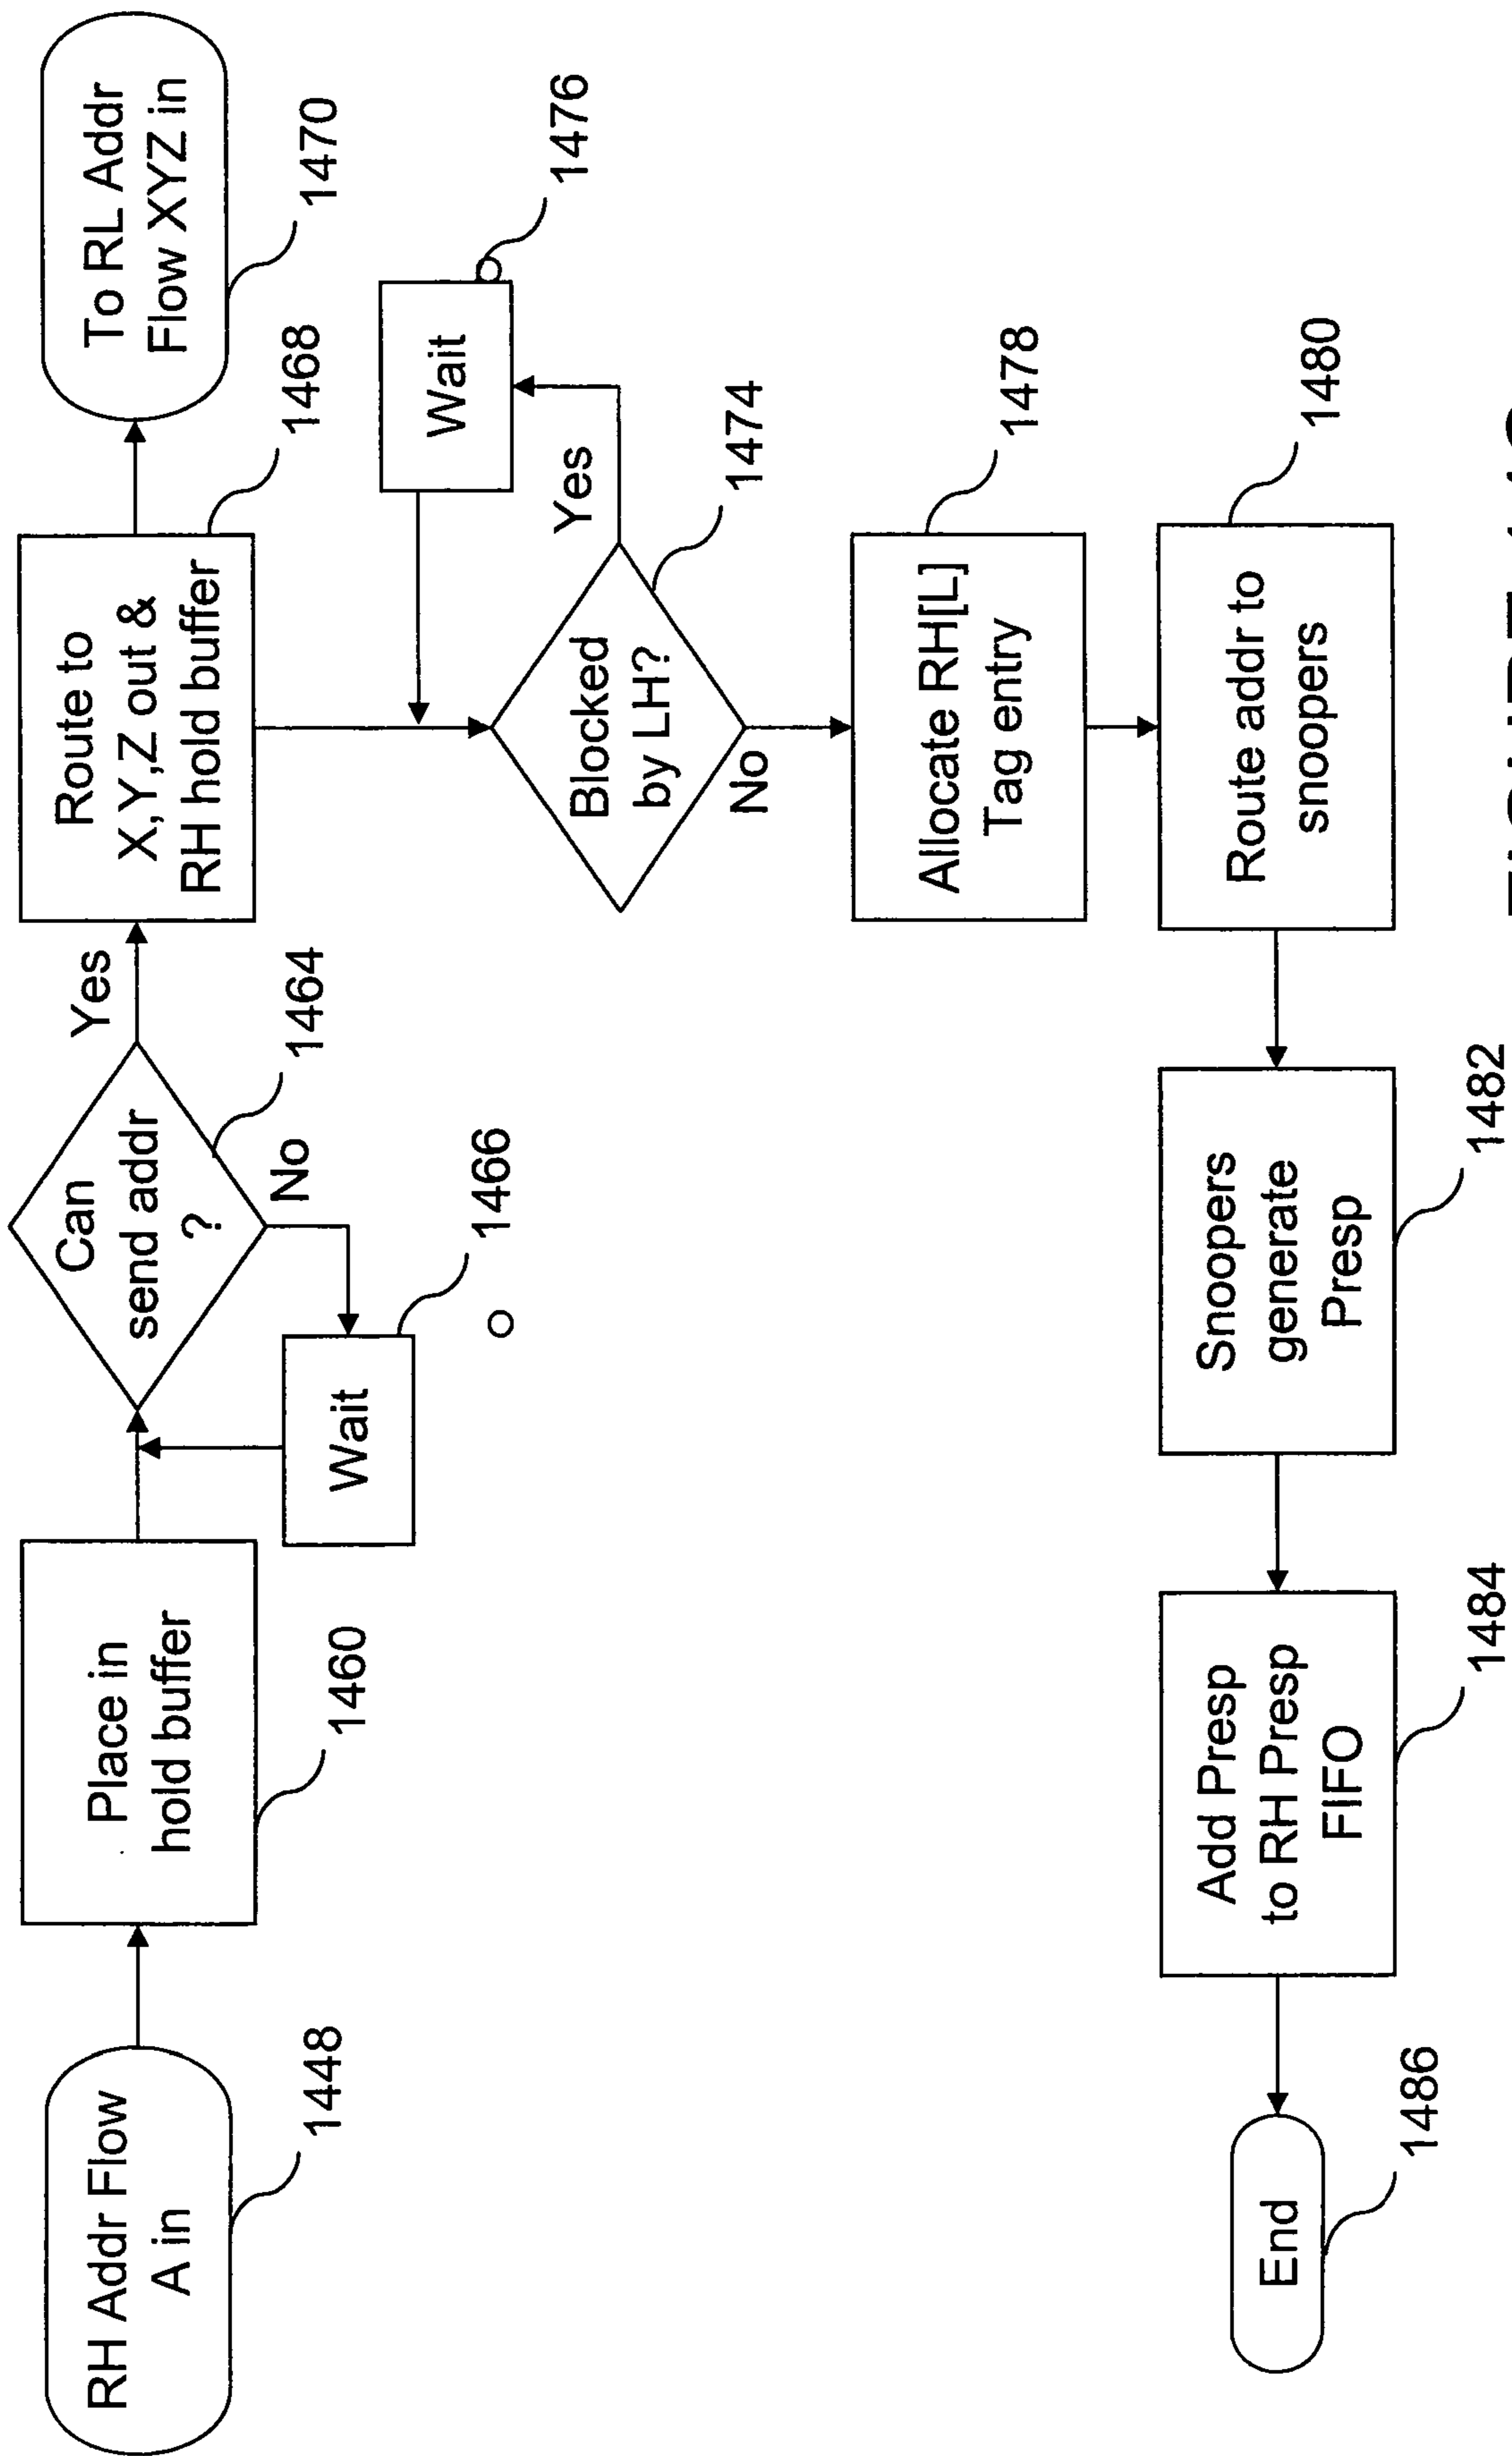 RH Addr Flow
A in
1448
Place in
hold buffer
1460
Can
send addr
?
1464
Yes
No
Wait
1466
Route to
X,Y,Z out &
RH hold buffer
1468
To RL Addr
Flow XYZ in
1470
Blocked
by LH?
1474
Yes
Wait
1476
No
Allocate RH[L]
Tag entry
1478
Route addr to
snoopers
1480
Snoopers
generate
Presp
1482
Add Presp
to RH Presp
FIFO
1484
End
1486